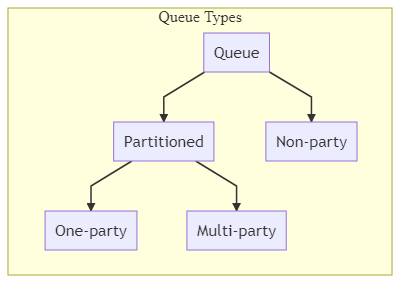 Queue Types
Queue
Partitioned
Non-party
One-party
Multi-party